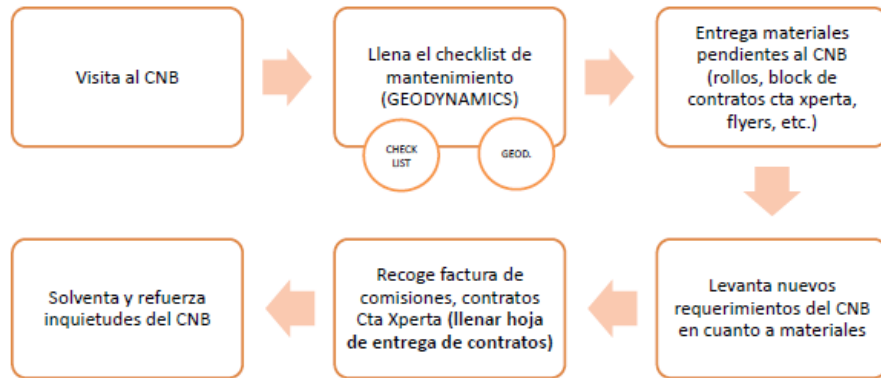 Visita al CNB
Llena el checklist de
mantenimiento
(GEODYNAMICS)
CHECK
LIST
GEOD.
Entrega materiales
pendientes al CNB
(rollos, block de
contratos cta xperta,
flyers, etc.)
Levanta nuevos
requerimientos del CNB
en cuanto a materiales
Recoge factura de
comisiones, contratos
Cta Xperta (llenar hoja
de entrega de contratos)
Solventa y refuerza
inquietudes del CNB